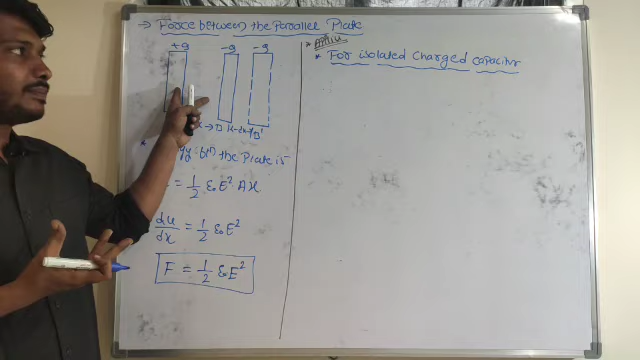 → Force between the Parallel Plate
+q -q -q
x → B k-dx→ B'
* the Plate is
= 1/2 ε₀E² Ax
du/dx = 1/2 ε₀E²
F = 1/2 ε₀E²
* For isolated Charged capacitor